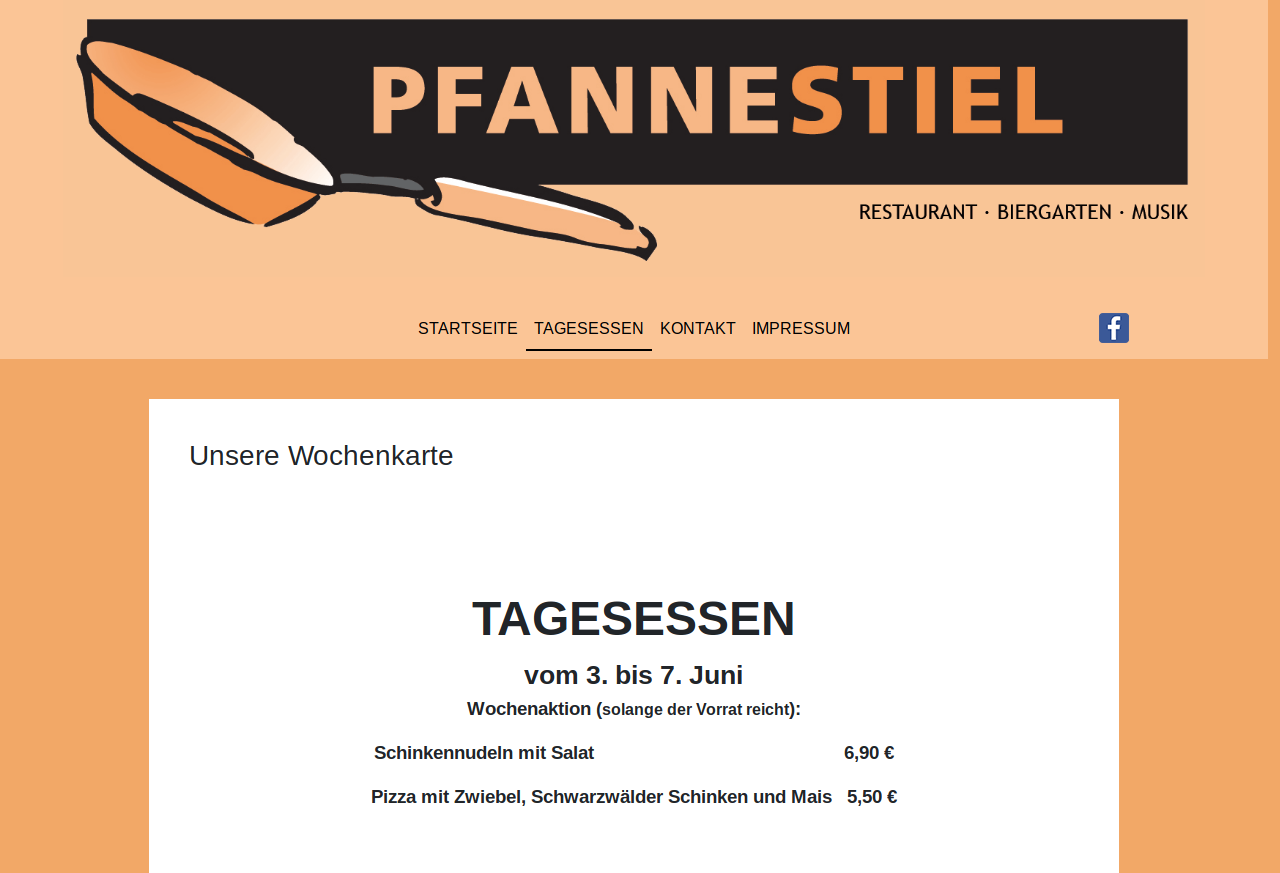 PFANNESTIEL
RESTAURANT · BIERGARTEN · MUSIK
STARTSEITE TAGESESSEN KONTAKT IMPRESSUM
Unsere Wochenkarte
TAGESESSEN
vom 3. bis 7. Juni
Wochenaktion (solange der Vorrat reicht):
Schinkennudeln mit Salat 6,90 €
Pizza mit Zwiebel, Schwarzwälder Schinken und Mais 5,50 €